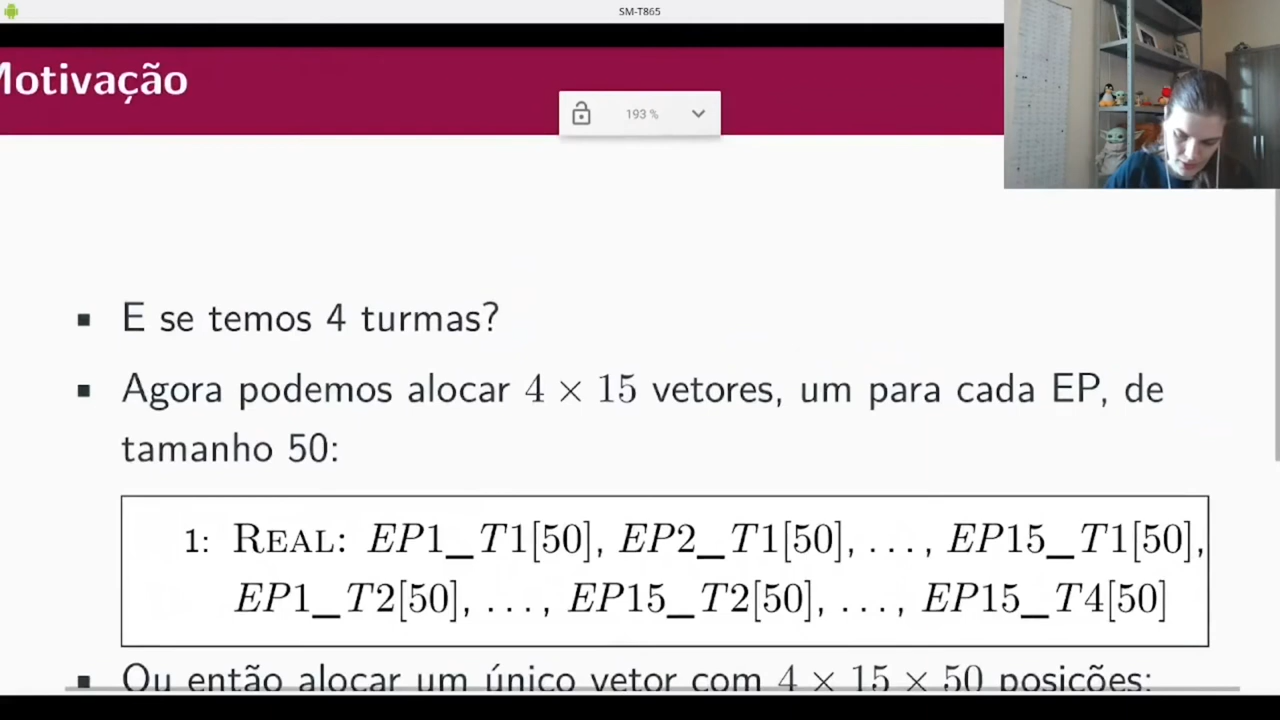 SM-T865
Motivação
193 %
▪ E se temos 4 turmas?
▪ Agora podemos alocar 4 × 15 vetores, um para cada EP, de
tamanho 50:
1: REAL: EP1_T1[50], EP2_T1[50], . . . , EP15_T1[50],
EP1_T2[50], . . . , EP15_T2[50], . . . , EP15_T4[50]
▪ Ou então alocar um único vetor com 4 × 15 × 50 posições: